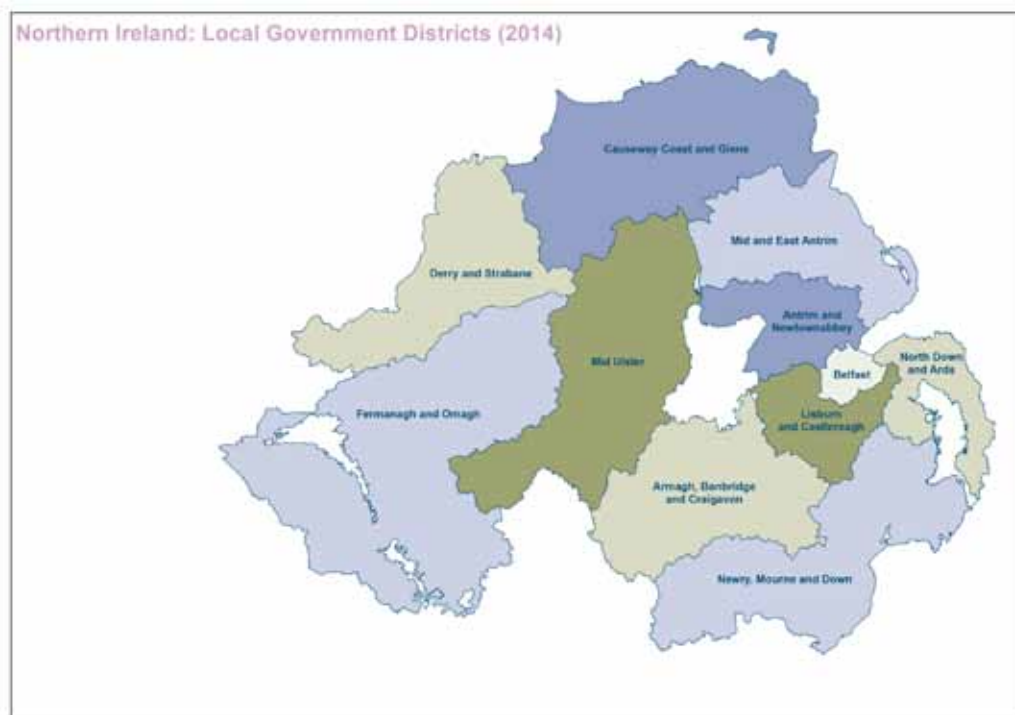 Northern Ireland: Local Government Districts (2014)
Causeway Coast and Glens
Mid and East Antrim
Derry and Strabane
Antrim and
Newtownabbey
North Down
and Ards
Mid Ulster
Belfast
Fermanagh and Omagh
Lisburn
and Castlereagh
Armagh, Banbridge
and Craigavon
Newry, Mourne and Down